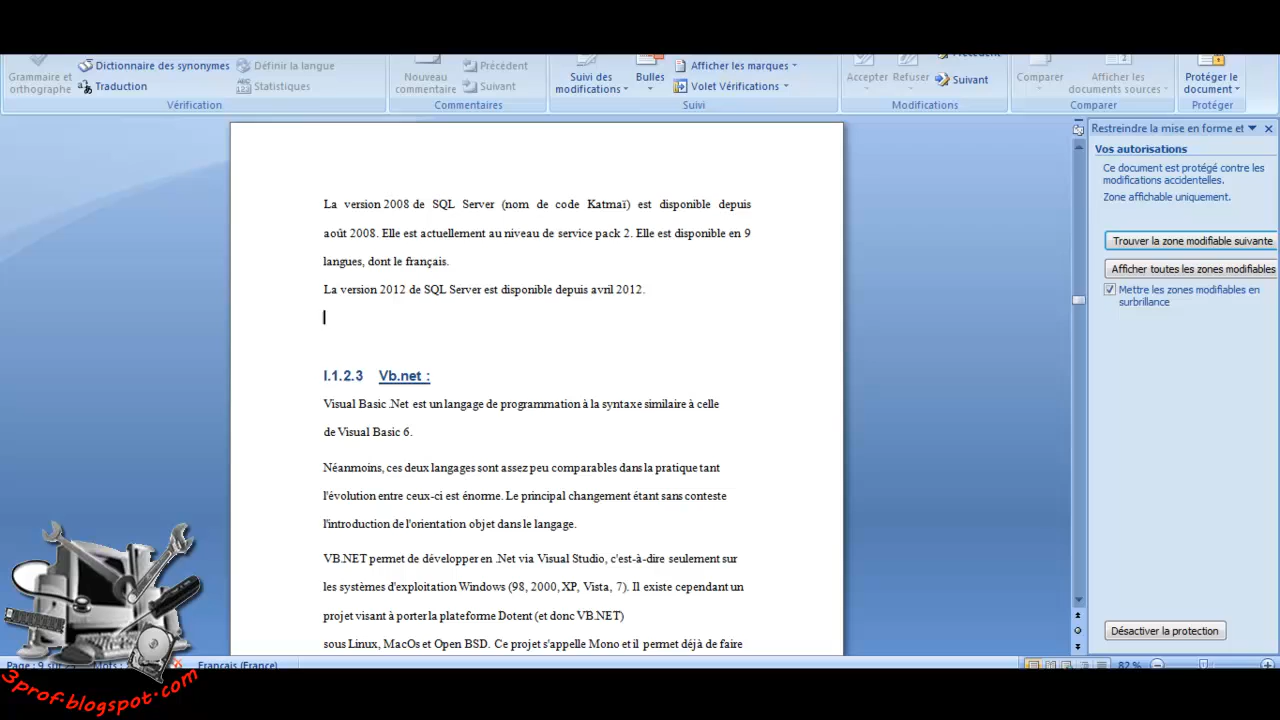 Grammaire et
orthographe
Dictionnaire des synonymes
Traduction
Définir la langue
Statistiques
Vérification
Nouveau
commentaire
Précédent
Suivant
Commentaires
Suivi des
modifications
Bulles
Afficher les marques
Volet Vérifications
Suivi
Accepter
Refuser
Précédent
Suivant
Modifications
Comparer
Afficher les
documents sources
Comparer
Protéger le
document
Protéger
Restreindre la mise en forme et
Vos autorisations
Ce document est protégé contre les
modifications accidentelles.
Zone affichable uniquement.
Trouver la zone modifiable suivante
Afficher toutes les zones modifiables
Mettre les zones modifiables en
surbrillance
Désactiver la protection
La version 2008 de SQL Server (nom de code Katmaï) est disponible depuis
août 2008. Elle est actuellement au niveau de service pack 2. Elle est disponible en 9
langues, dont le français.
La version 2012 de SQL Server est disponible depuis avril 2012.
I.1.2.3 Vb.net :
Visual Basic .Net est un langage de programmation à la syntaxe similaire à celle
de Visual Basic 6.
Néanmoins, ces deux langages sont assez peu comparables dans la pratique tant
l'évolution entre ceux-ci est énorme. Le principal changement étant sans conteste
l'introduction de l'orientation objet dans le langage.
VB.NET permet de développer en .Net via Visual Studio, c'est-à-dire seulement sur
les systèmes d'exploitation Windows (98, 2000, XP, Vista, 7). Il existe cependant un
projet visant à porter la plateforme Dotent (et donc VB.NET)
sous Linux, MacOs et Open BSD. Ce projet s'appelle Mono et il permet déjà de faire
Page : 9 sur
Mots :
Français (France)
82 %
3prof.blogspot.com